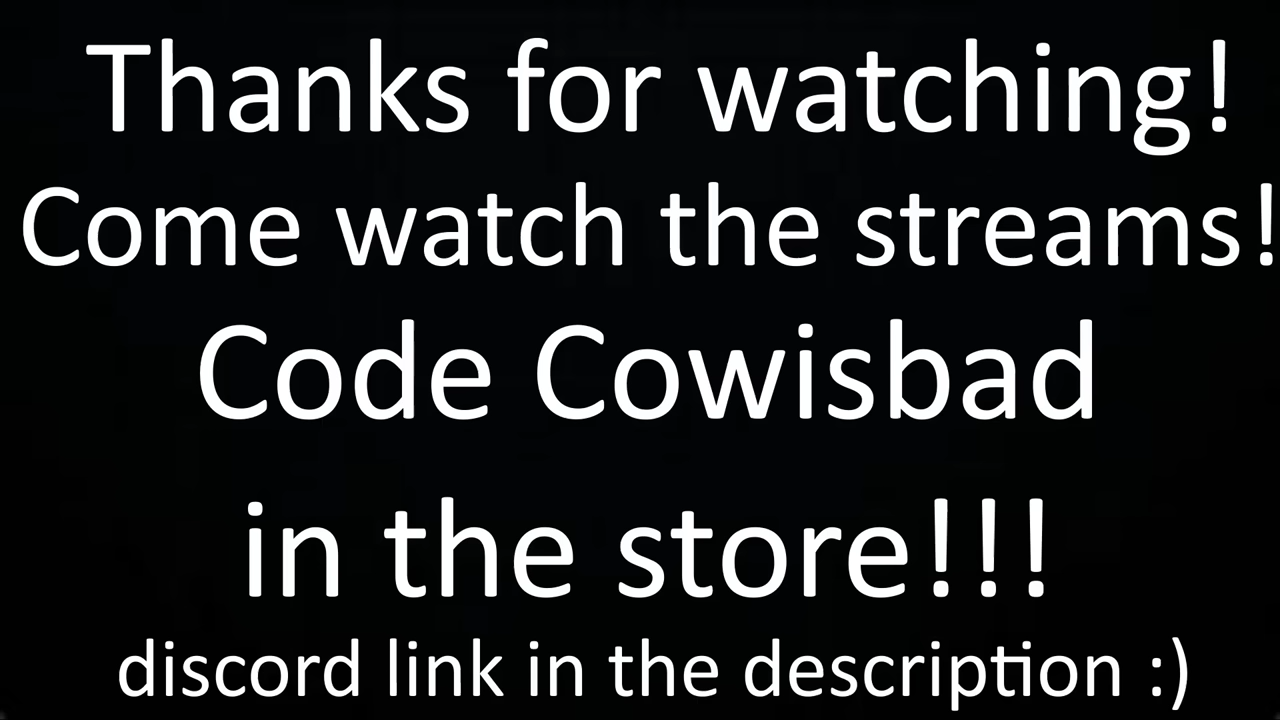 Thanks for watching!
Come watch the streams!
Code Cowisbad
in the store!!!
discord link in the description :)